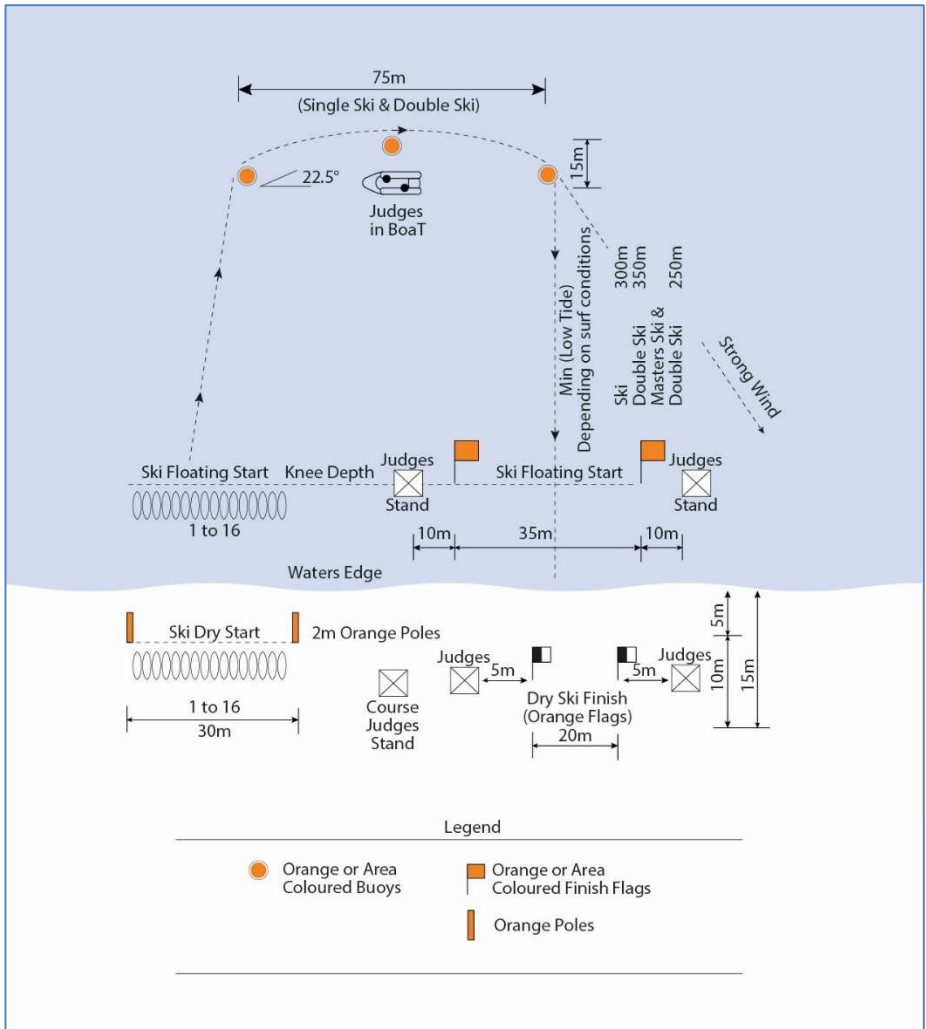 75m
(Single Ski & Double Ski)
15m
22.5°
Judges
in BoaT
Min (Low Tide)
Depending on surf conditions
Ski 300m
Double Ski 350m
Masters Ski &
Double Ski 250m
Strong Wind
Ski Floating Start
Knee Depth
Judges
Stand
Ski Floating Start
Judges
Stand
1 to 16
10m
35m
10m
Waters Edge
5m
10m
15m
Ski Dry Start
2m Orange Poles
1 to 16
30m
Course
Judges
Stand
Judges
5m
Dry Ski Finish
(Orange Flags)
20m
5m
Judges
Legend
Orange or Area
Coloured Buoys
Orange or Area
Coloured Finish Flags
Orange Poles